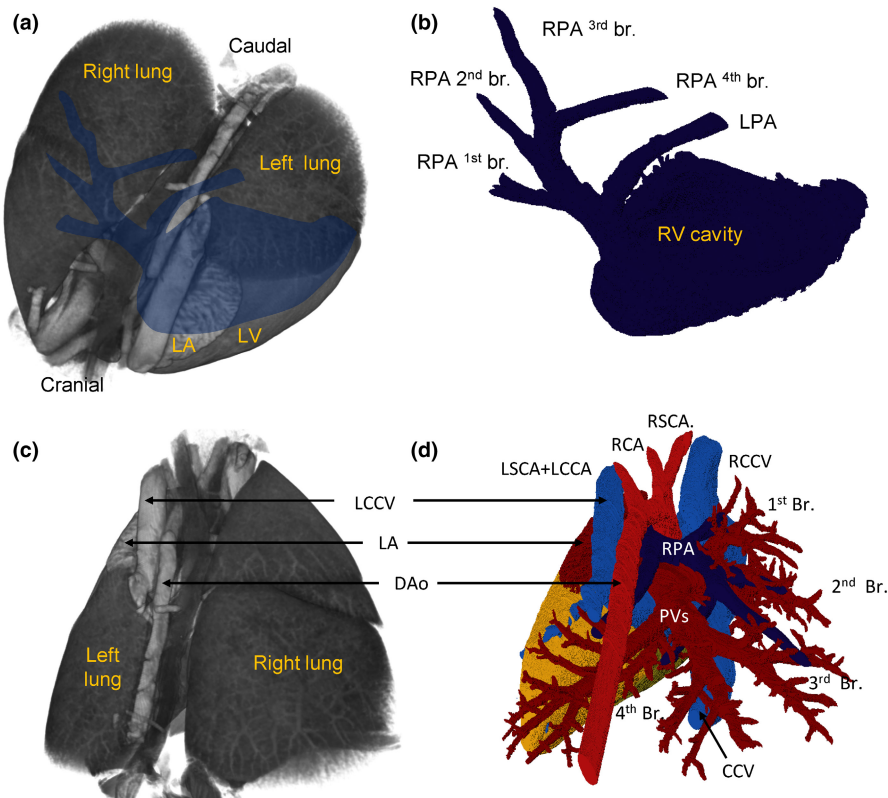 (a)
Caudal
Right lung
Left lung
LV
LA
Cranial
(b)
RPA 3rd br.
RPA 2nd br.
RPA 4th br.
LPA
RPA 1st br.
RV cavity
(c)
LCCV
LA
DAo
Left
lung
Right lung
(d)
RSCA.
RCA
LSCA+LCCA
RCCV
1st Br.
RPA
2nd Br.
PVs
3rd Br.
4th Br.
CCV